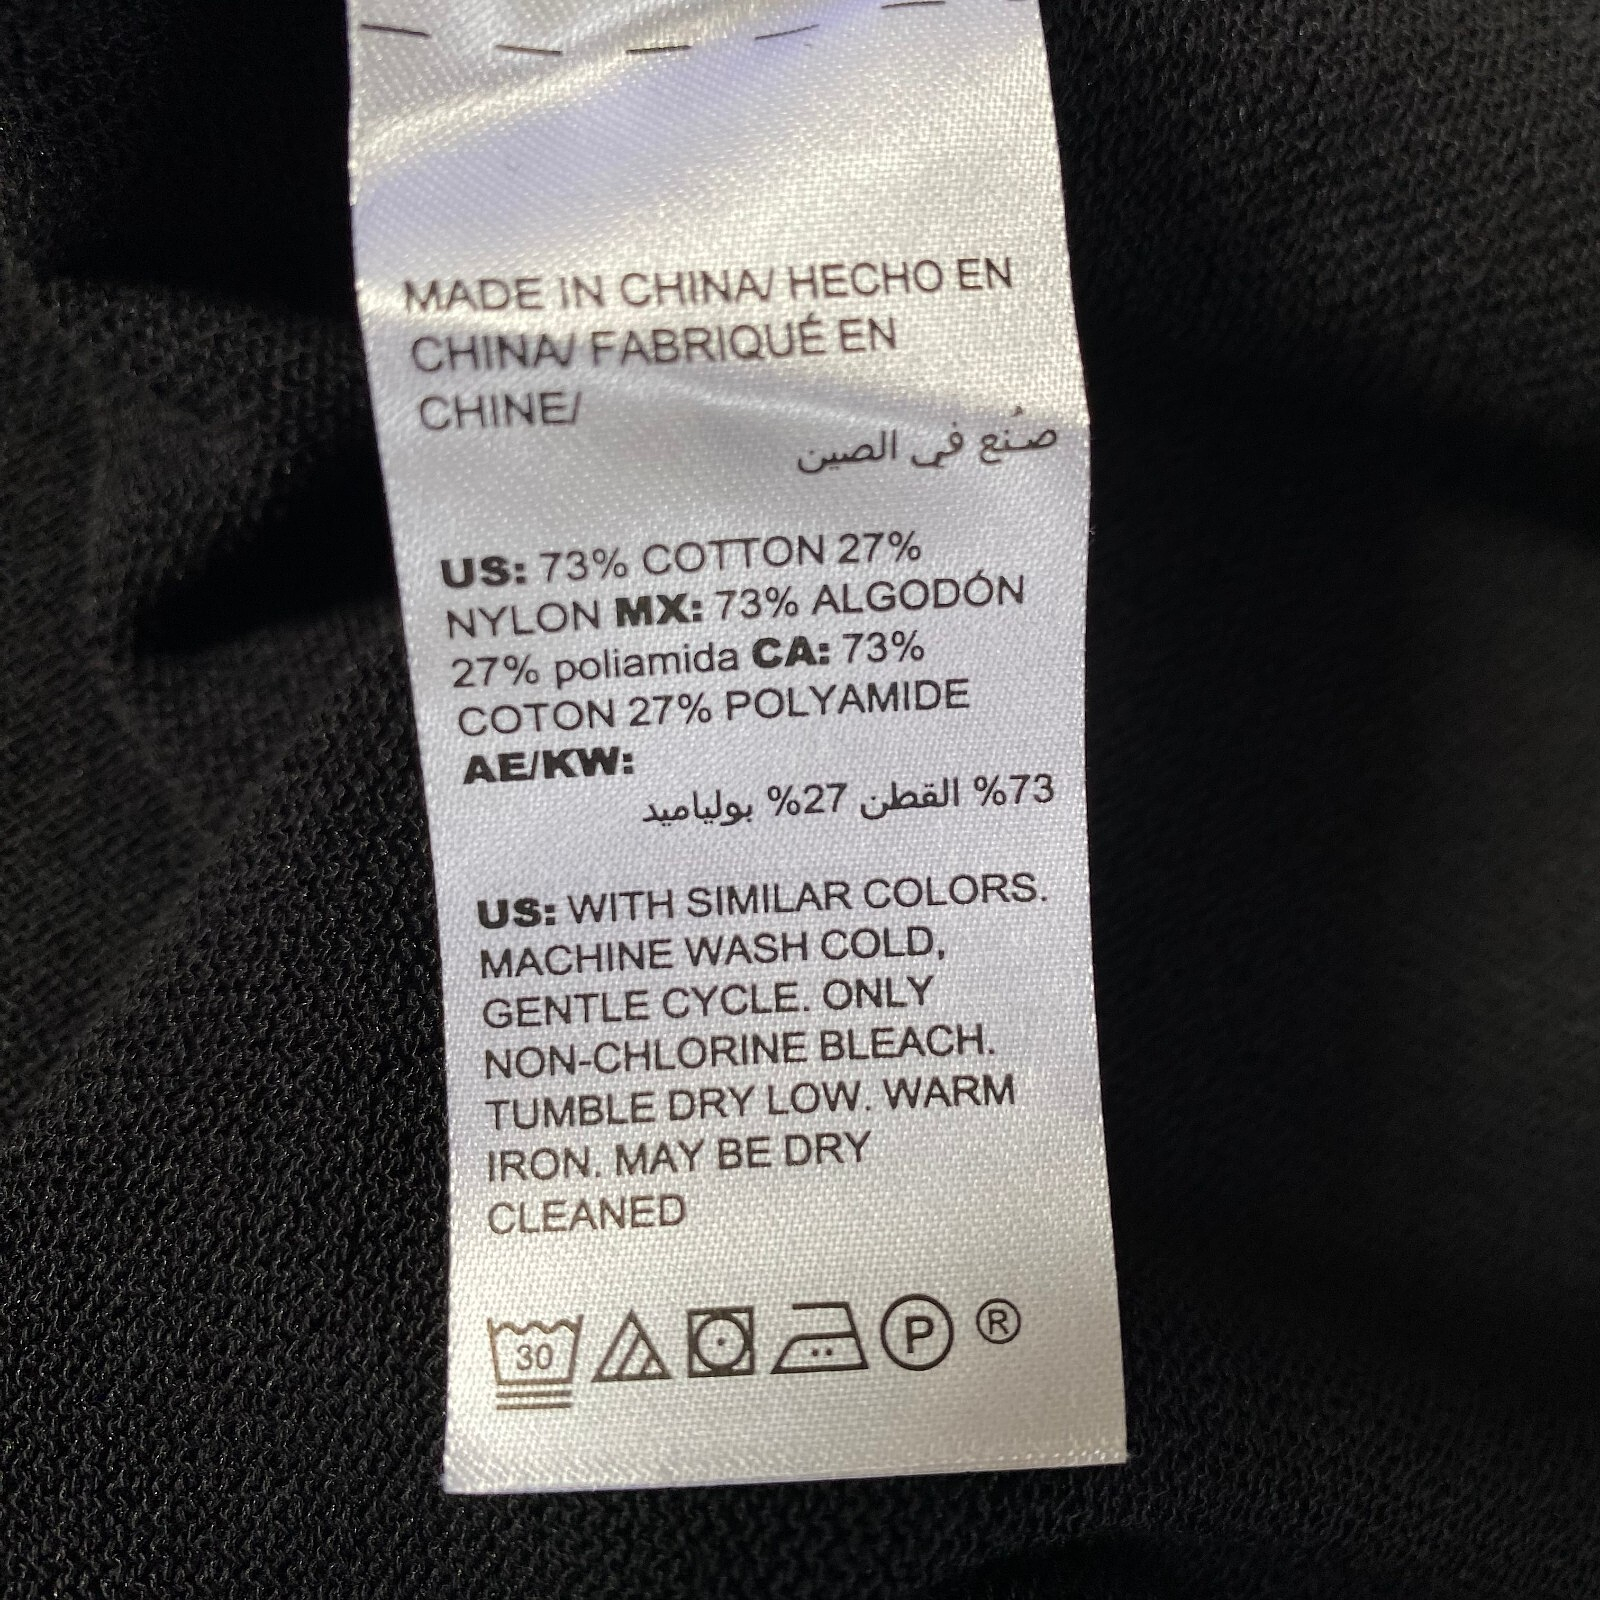 MADE IN CHINA/ HECHO EN
CHINA/ FABRIQUÉ EN
CHINE/
صُنع في الصين
US: 73% COTTON 27%
NYLON MX: 73% ALGODÓN
27% poliamida CA: 73%
COTON 27% POLYAMIDE
AE/KW:
73% القطن 27% بولياميد
US: WITH SIMILAR COLORS.
MACHINE WASH COLD,
GENTLE CYCLE. ONLY
NON-CHLORINE BLEACH.
TUMBLE DRY LOW. WARM
IRON. MAY BE DRY
CLEANED
30 P ®